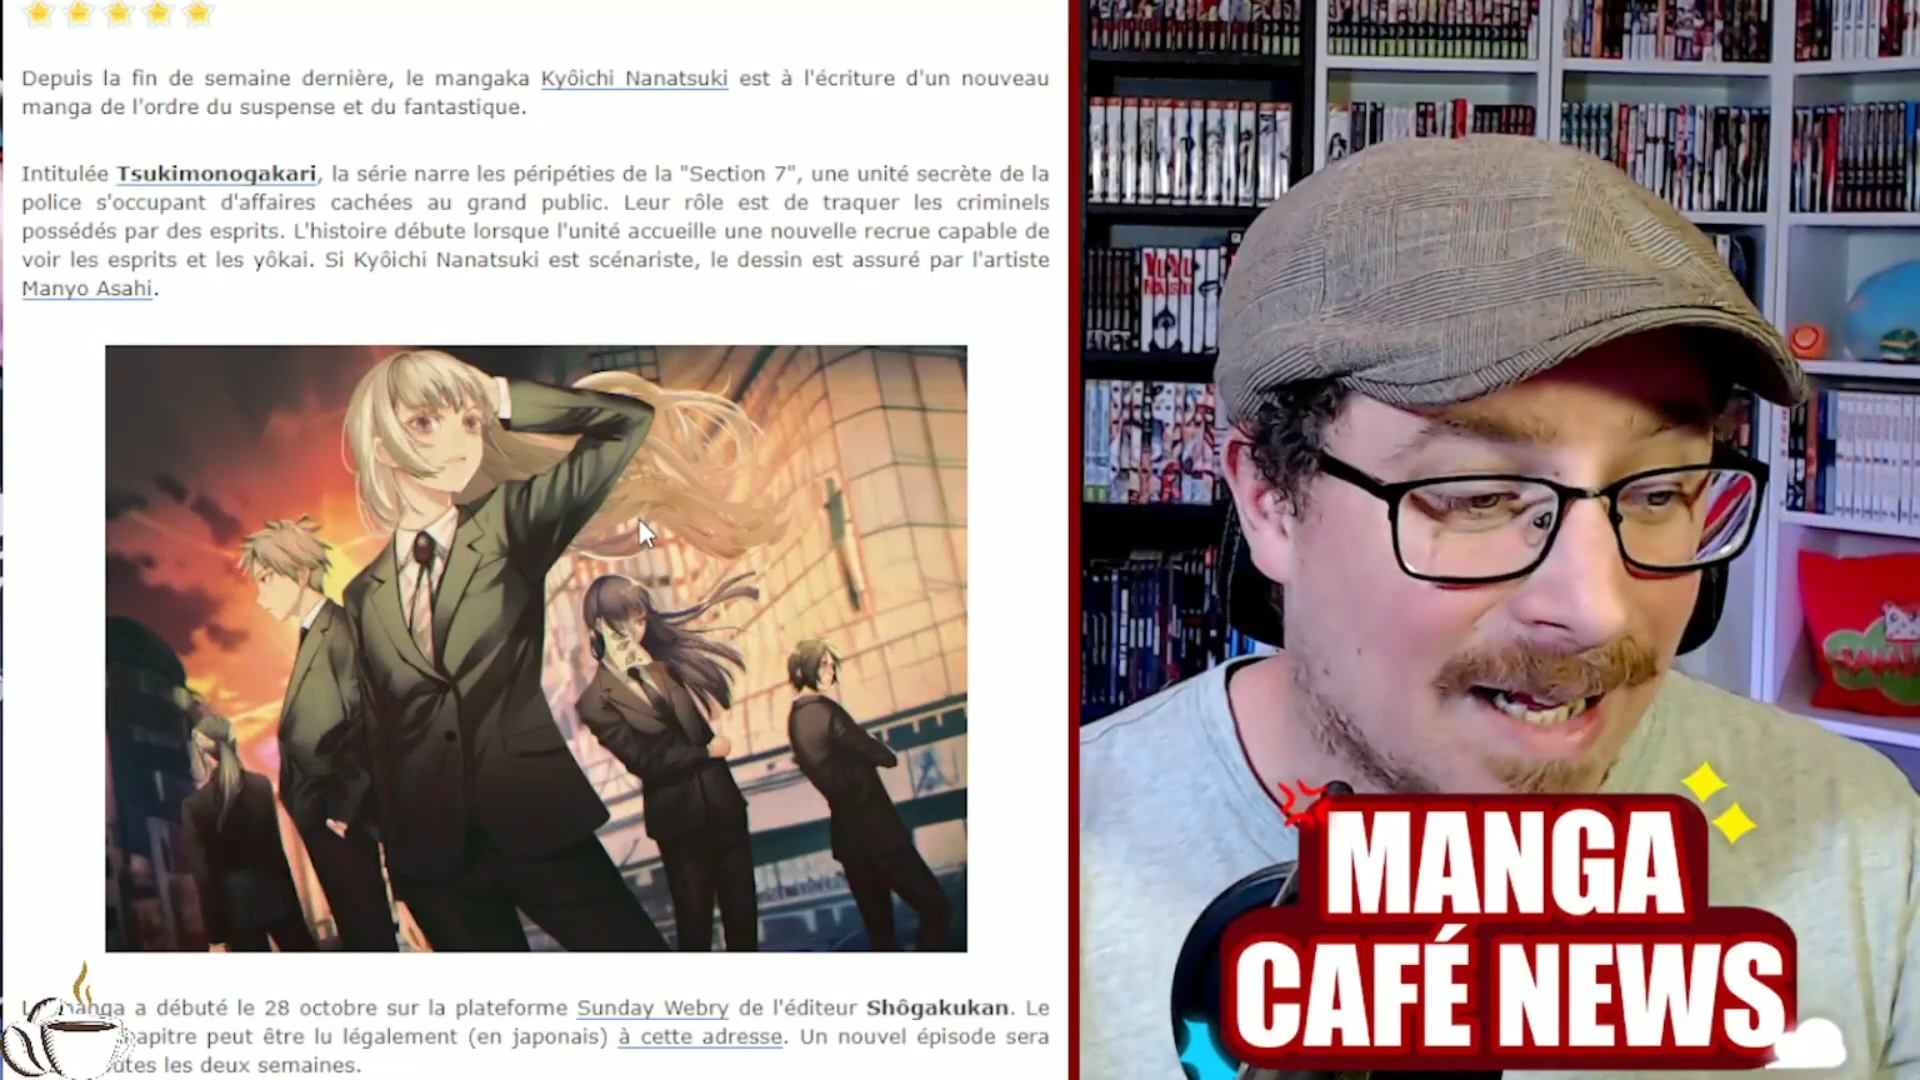 Depuis la fin de semaine dernière, le mangaka Kyôichi Nanatsuki est à l'écriture d'un nouveau
manga de l'ordre du suspense et du fantastique.
Intitulée Tsukimonogakari, la série narre les péripéties de la "Section 7", une unité secrète de la
police s'occupant d'affaires cachées au grand public. Leur rôle est de traquer les criminels
possédés par des esprits. L'histoire débute lorsque l'unité accueille une nouvelle recrue capable de
voir les esprits et les yôkai. Si Kyôichi Nanatsuki est scénariste, le dessin est assuré par l'artiste
Manyo Asahi.
a débuté le 28 octobre sur la plateforme Sunday Webry de l'éditeur Shôgakukan. Le
peut être lu légalement (en japonais) à cette adresse. Un nouvel épisode sera
les deux semaines.
YUYU
MANGA
CAFÉ NEWS